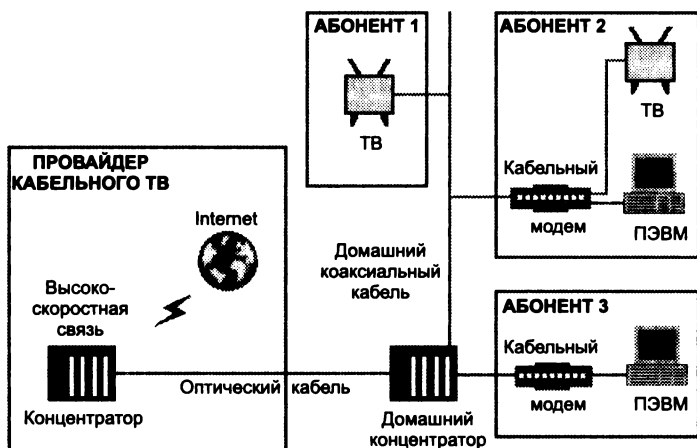 АБОНЕНТ 1
ТВ
АБОНЕНТ 2
ТВ
Кабельный
модем
ПЭВМ
ПРОВАЙДЕР
КАБЕЛЬНОГО ТВ
Internet
Высоко-
скоростная
связь
Концентратор
Оптический кабель
Домашний
коаксиальный
кабель
Домашний
концентратор
АБОНЕНТ 3
Кабельный
модем
ПЭВМ